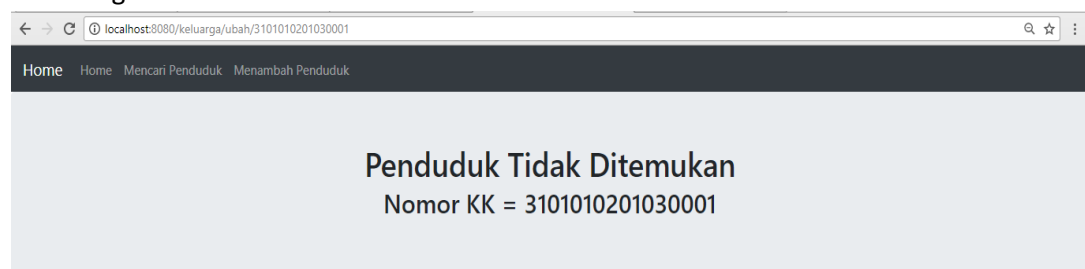 localhost:8080/keluarga/ubah/3101010201030001
Home Home Mencari Penduduk Menambah Penduduk
Penduduk Tidak Ditemukan
Nomor KK = 3101010201030001